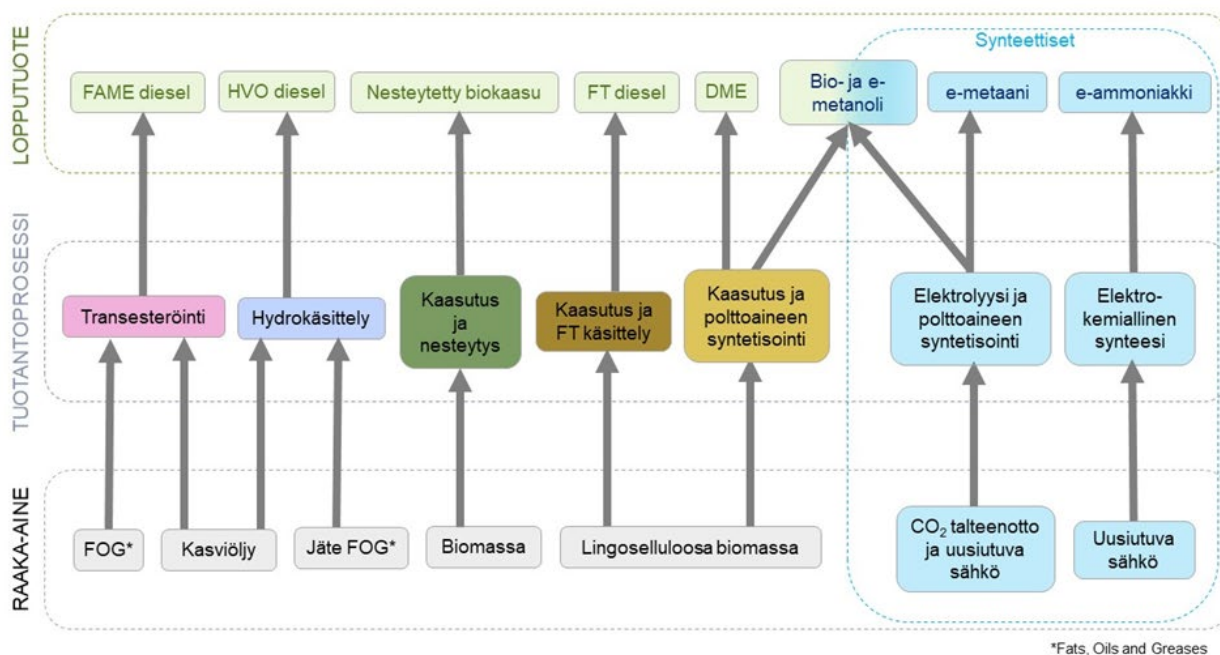 LOPPUTUOTE
Synteettiset
FAME diesel
HVO diesel
Nesteytetty biokaasu
FT diesel
DME
Bio- ja e-
metanoli
e-metaani
e-ammoniakki
TUOTANTOPROSESSI
Transesteröinti
Hydrokäsittely
Kaasutus
ja
nesteytys
Kaasutus ja
FT käsittely
Kaasutus ja
polttoaineen
syntetisointi
Elektrolyysi ja
polttoaineen
syntetisointi
Elektro-
kemiallinen
synteesi
RAAKA-AINE
FOG*
Kasviöljy
Jäte FOG*
Biomassa
Lingoselluloosa biomassa
CO₂ talteenotto
ja uusiutuva
sähkö
Uusiutuva
sähkö
*Fats, Oils and Greases